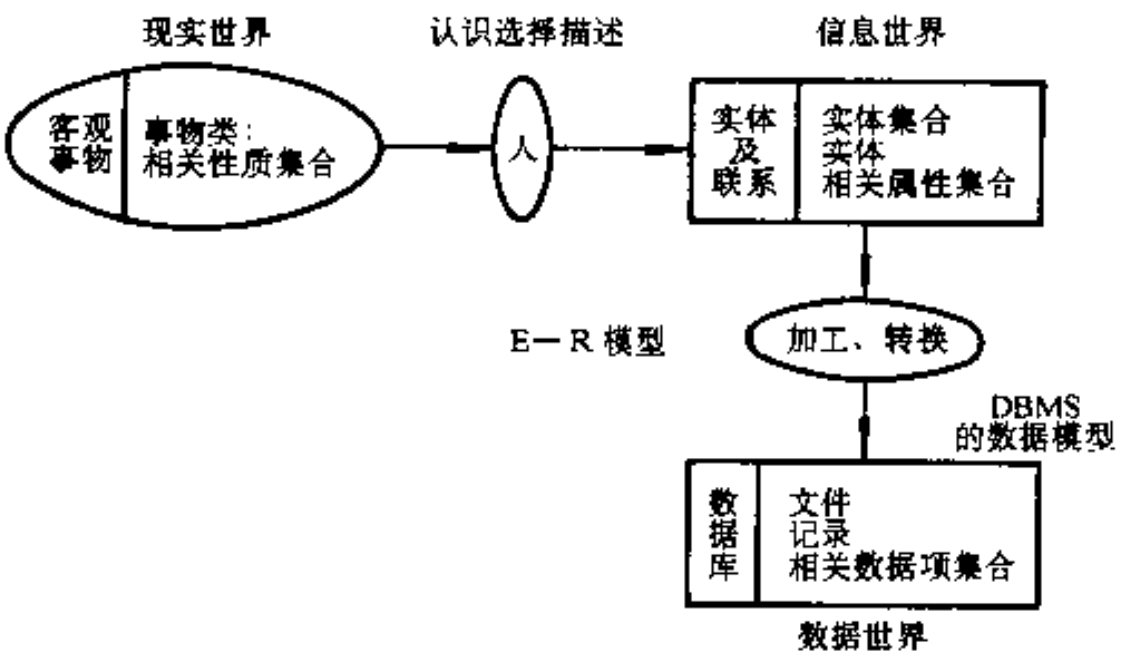 现实世界
认识选择描述
信息世界
客观
事物
事物类：
相关性质集合
人
实体
及
联系
实体集合
实体
相关属性集合
E—R 模型
加工、转换
DBMS
的数据模型
数据库
文件
记录
相关数据项集合
数据世界